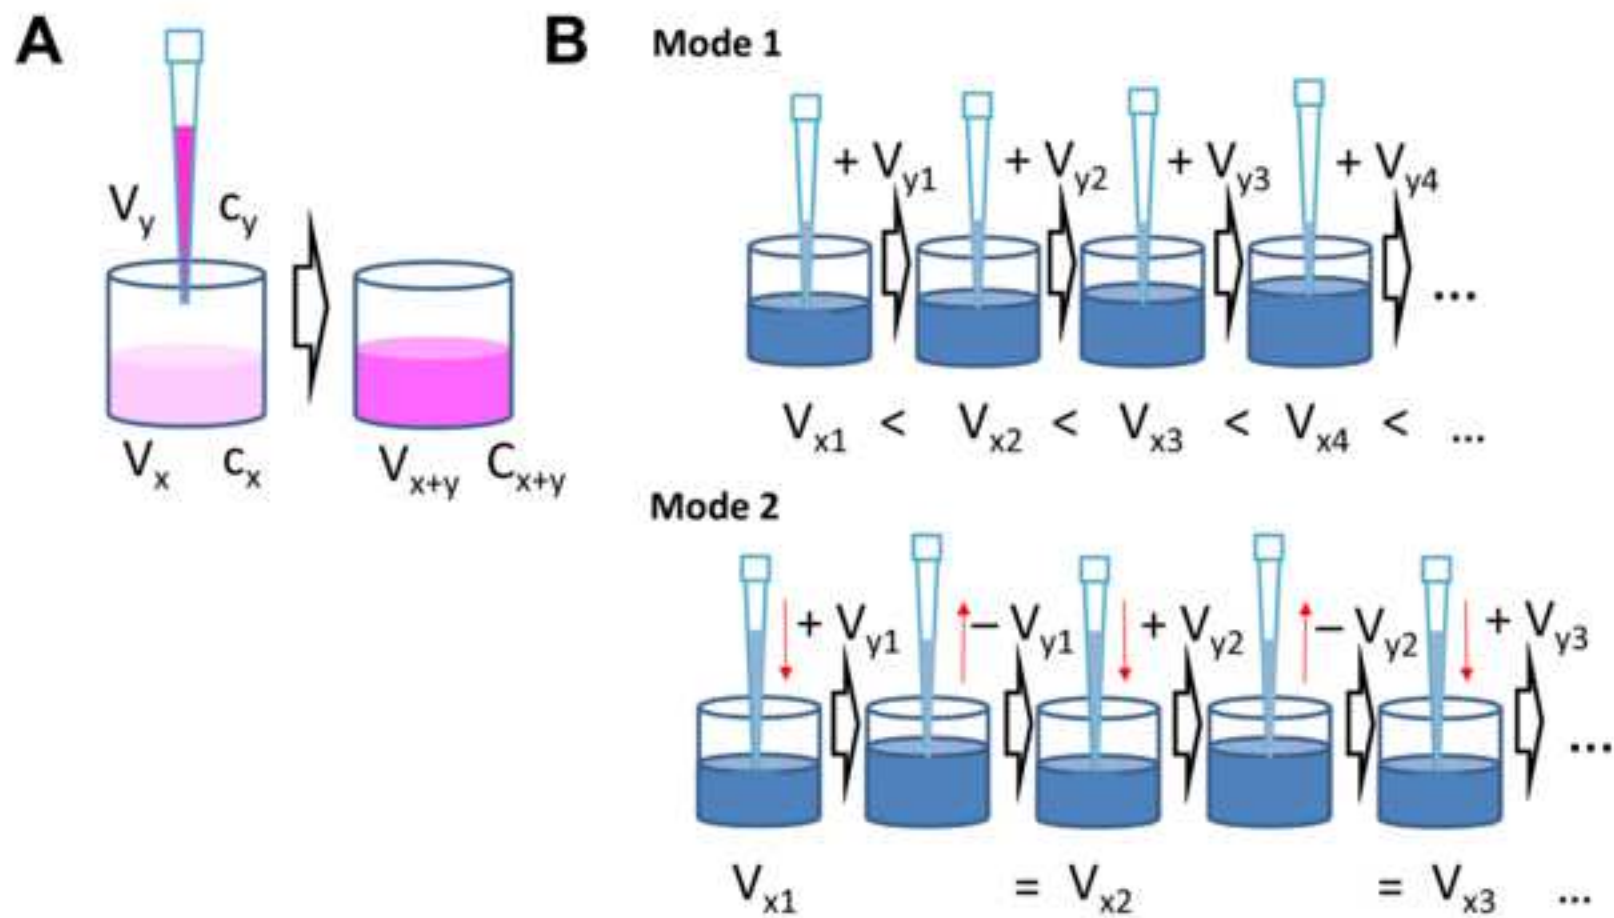 A
B
Mode 1
+ Vy1 + Vy2 + Vy3 + Vy4
Vy cy
...
Vx1 < Vx2 < Vx3 < Vx4 < ...
Vx cx Vx+y Cx+y
Mode 2
+ Vy1 – Vy1 + Vy2 – Vy2 + Vy3
...
Vx1 = Vx2 = Vx3 ...